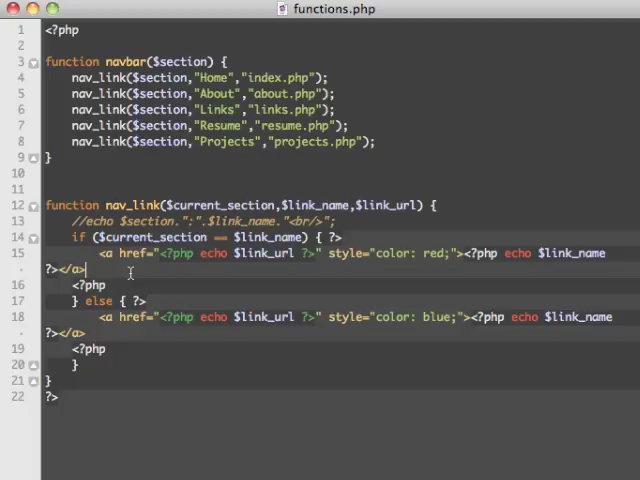 functions.php
1 <?php
2
3 function navbar($section) {
4 nav_link($section,"Home","index.php");
5 nav_link($section,"About","about.php");
6 nav_link($section,"Links","links.php");
7 nav_link($section,"Resume","resume.php");
8 nav_link($section,"Projects","projects.php");
9 }
10
11
12 function nav_link($current_section,$link_name,$link_url) {
13 //echo $section.":".$link_name."<br/>";
14 if ($current_section == $link_name) { ?>
15 <a href="<?php echo $link_url ?>" style="color: red;"><?php echo $link_name
· ?></a>
16 <?php
17 } else { ?>
18 <a href="<?php echo $link_url ?>" style="color: blue;"><?php echo $link_name
· ?></a>
19 <?php
20 }
21 }
22 ?>